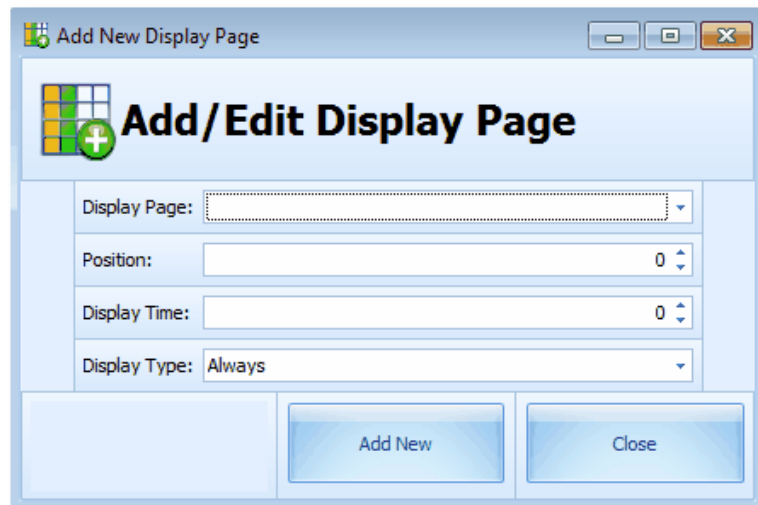 Add New Display Page
Add/Edit Display Page
Display Page:
Position: 0
Display Time: 0
Display Type: Always
Add New Close